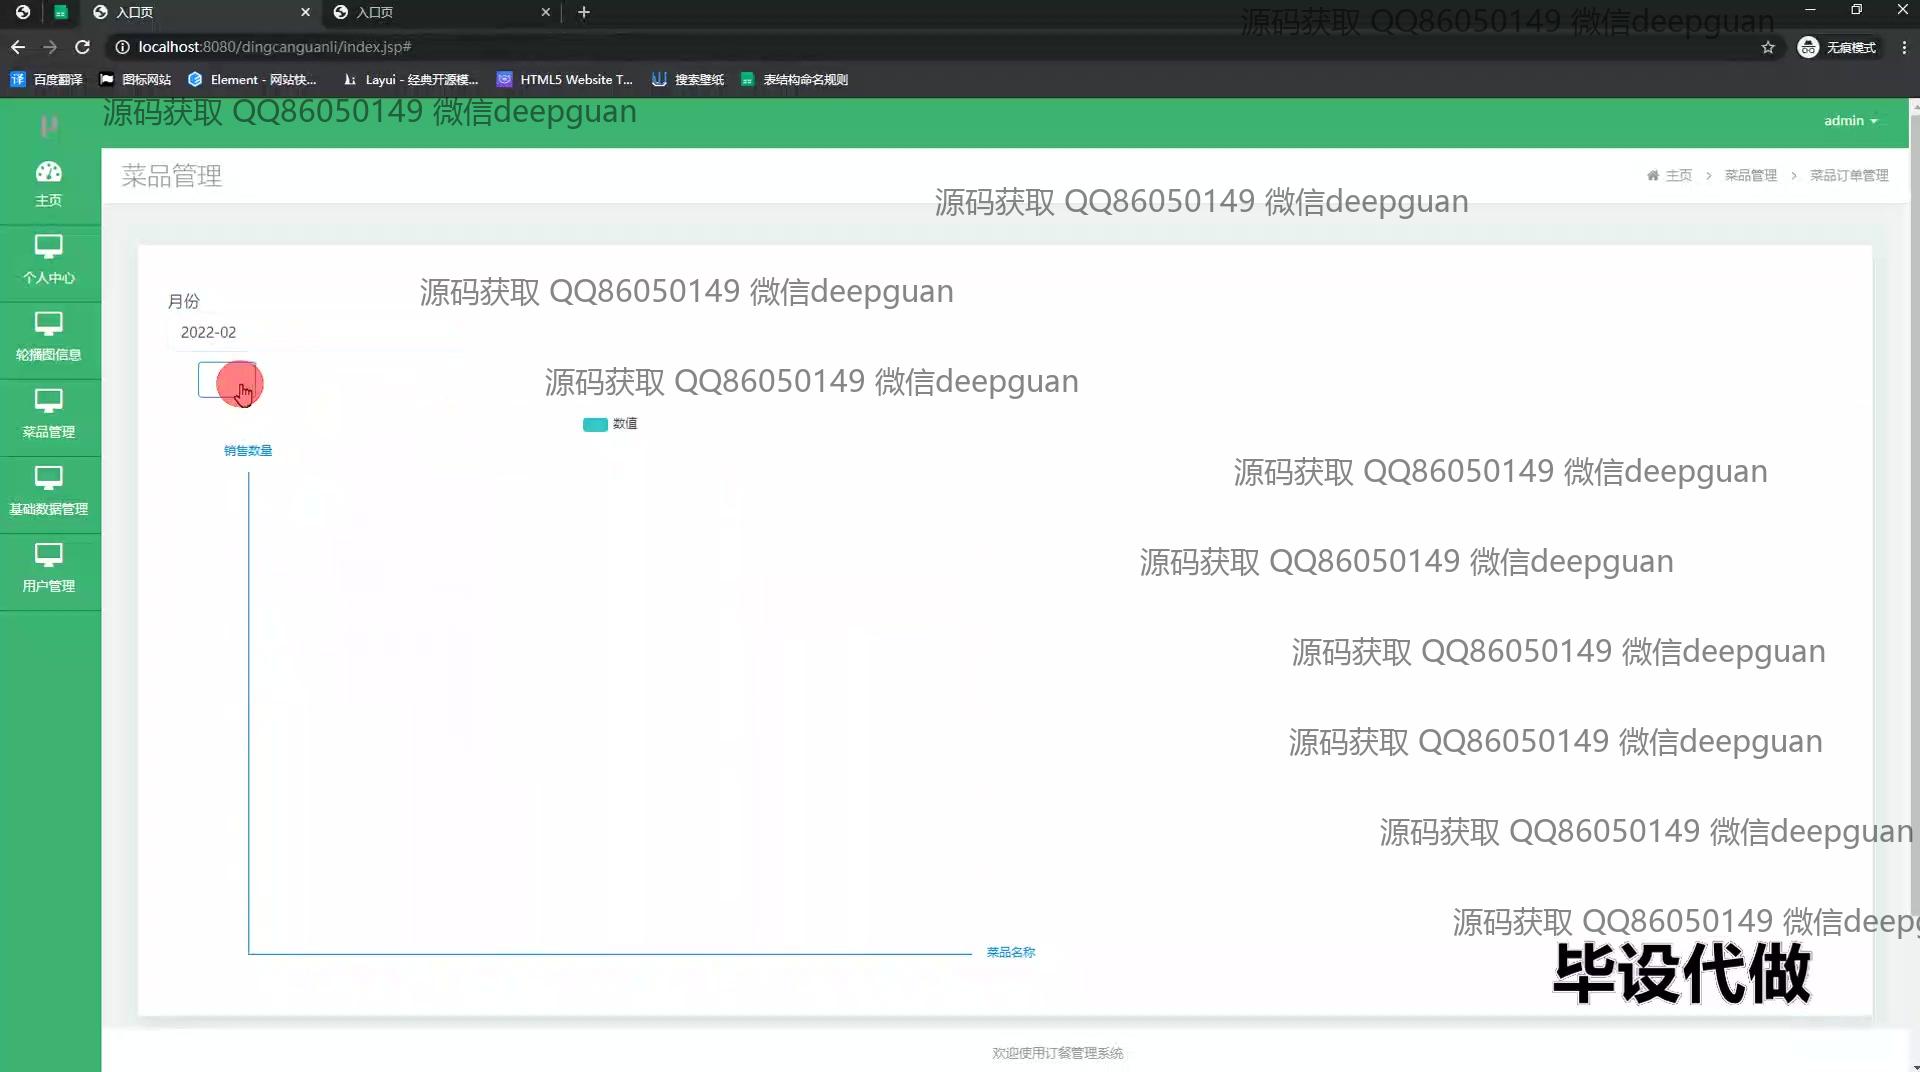 入口页
入口页
源码获取 QQ86050149 微信deepguan
localhost:8080/dingcanguanli/index.jsp#
无痕模式
百度翻译
图标网站
Element - 网站快...
Layui - 经典开源模...
HTML5 Website T...
搜索壁纸
表结构命名规则
源码获取 QQ86050149 微信deepguan
admin
菜品管理
主页 > 菜品管理 > 菜品订单管理
主页
源码获取 QQ86050149 微信deepguan
个人中心
月份
源码获取 QQ86050149 微信deepguan
2022-02
轮播图信息
源码获取 QQ86050149 微信deepguan
数值
菜品管理
销售数量
源码获取 QQ86050149 微信deepguan
基础数据管理
源码获取 QQ86050149 微信deepguan
用户管理
源码获取 QQ86050149 微信deepguan
源码获取 QQ86050149 微信deepguan
源码获取 QQ86050149 微信deepguan
源码获取 QQ86050149 微信deepg
菜品名称
毕设代做
欢迎使用订餐管理系统